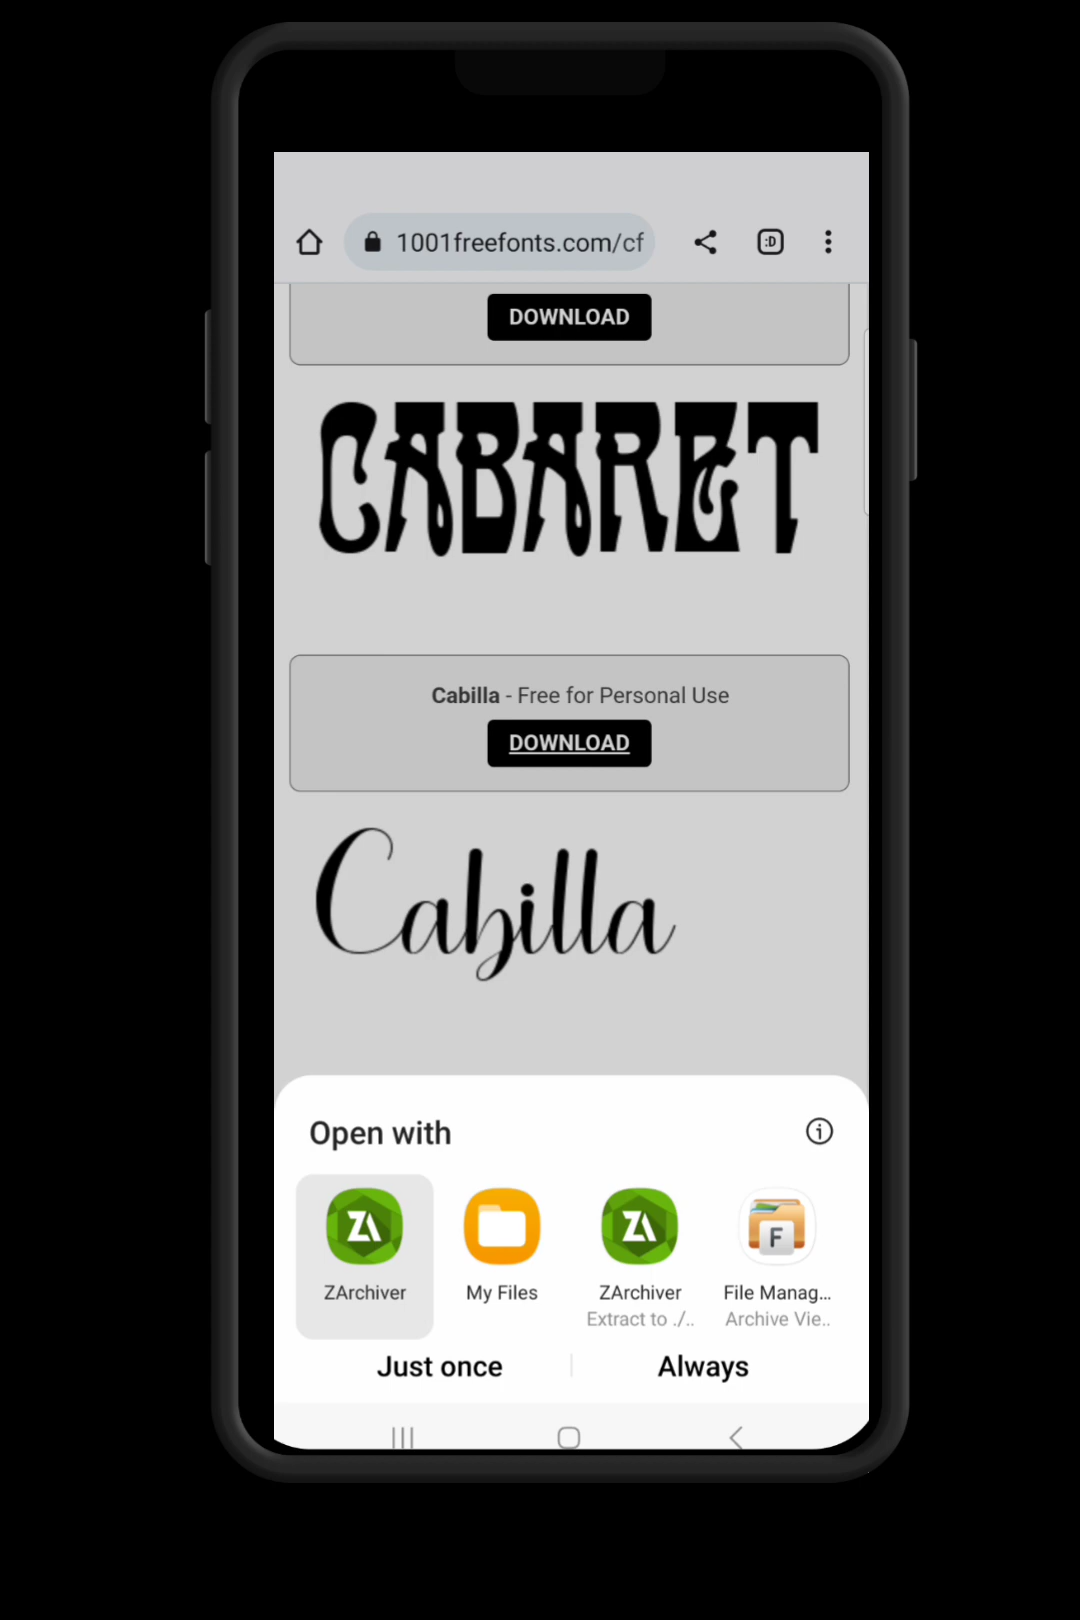 1001freefonts.com/cf
:D
DOWNLOAD
CABARET
Cabilla - Free for Personal Use
DOWNLOAD
Cabilla
Open with
ZArchiver
My Files
ZArchiver
Extract to ./..
File Manag...
Archive Vie..
Just once
Always